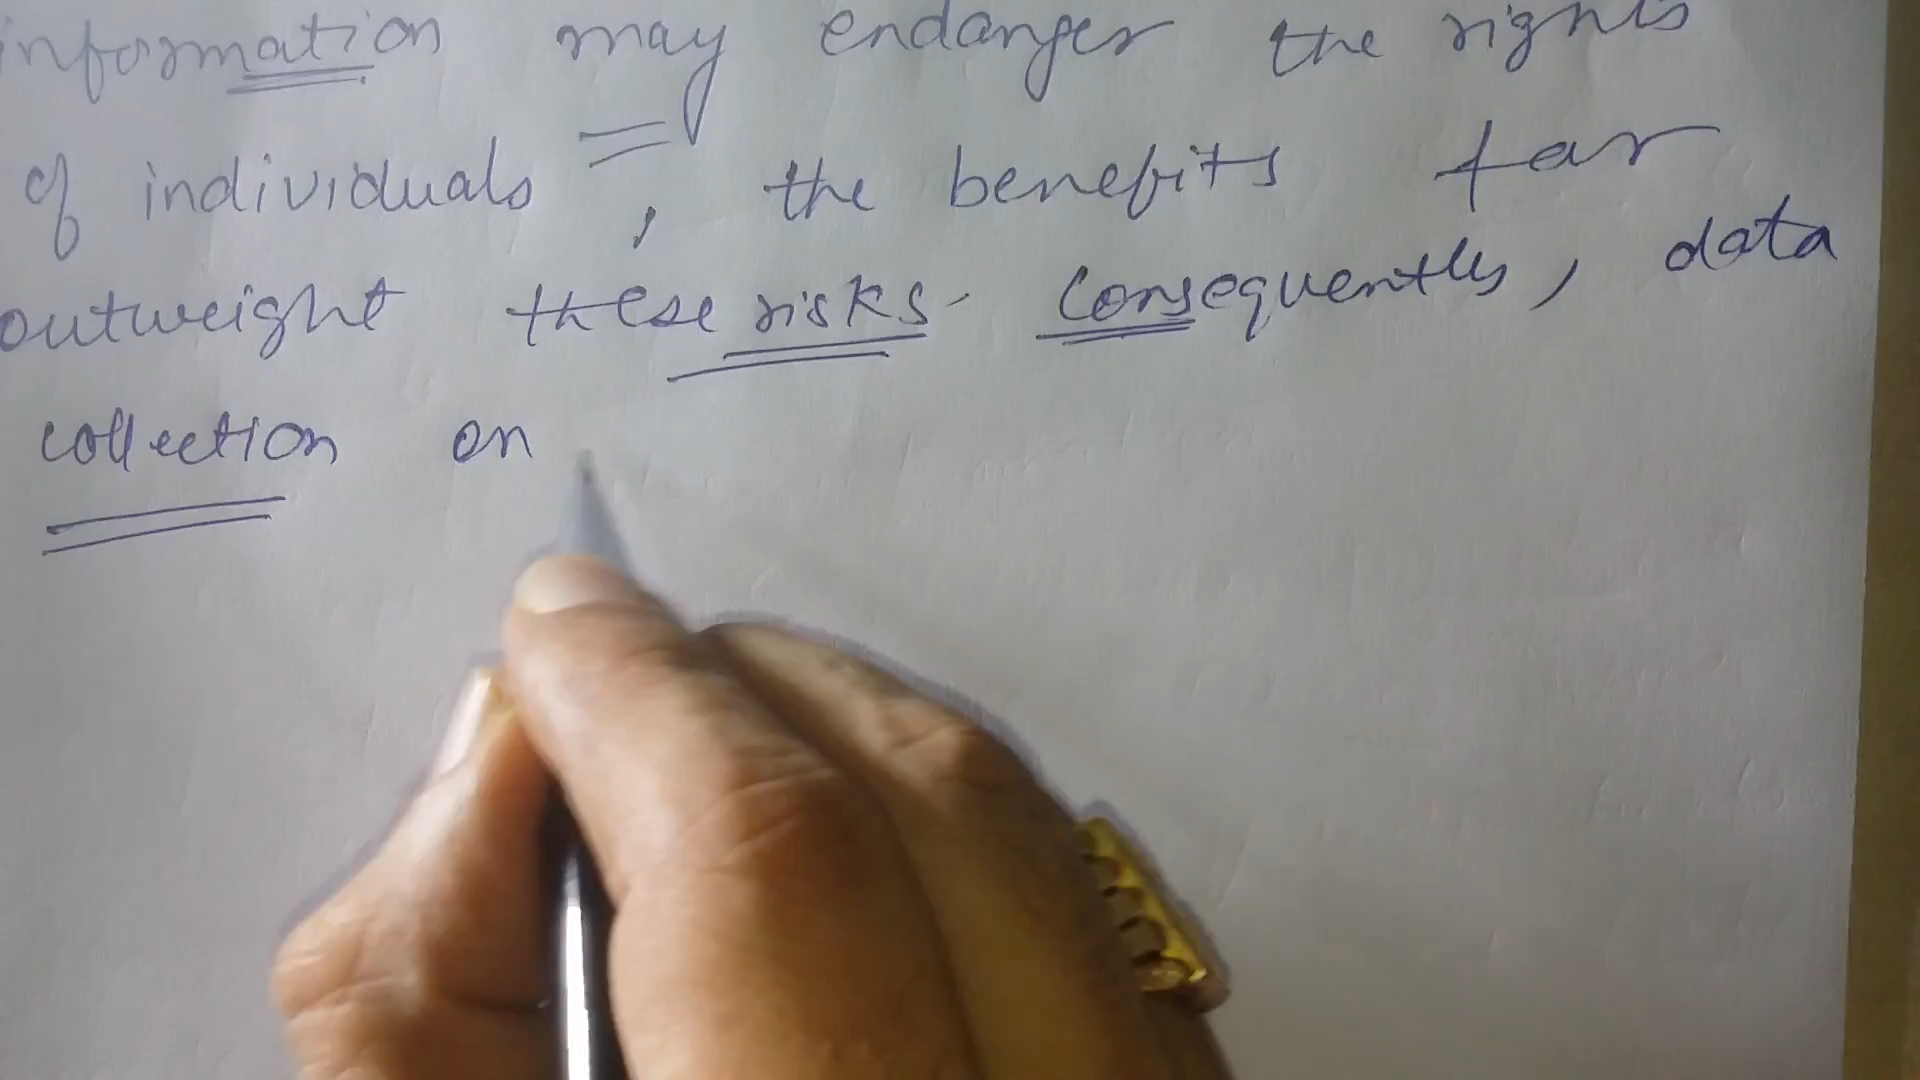 information may endanger the rights
of individuals, the benefits far
outweight these risks. Consequently, data
collection on